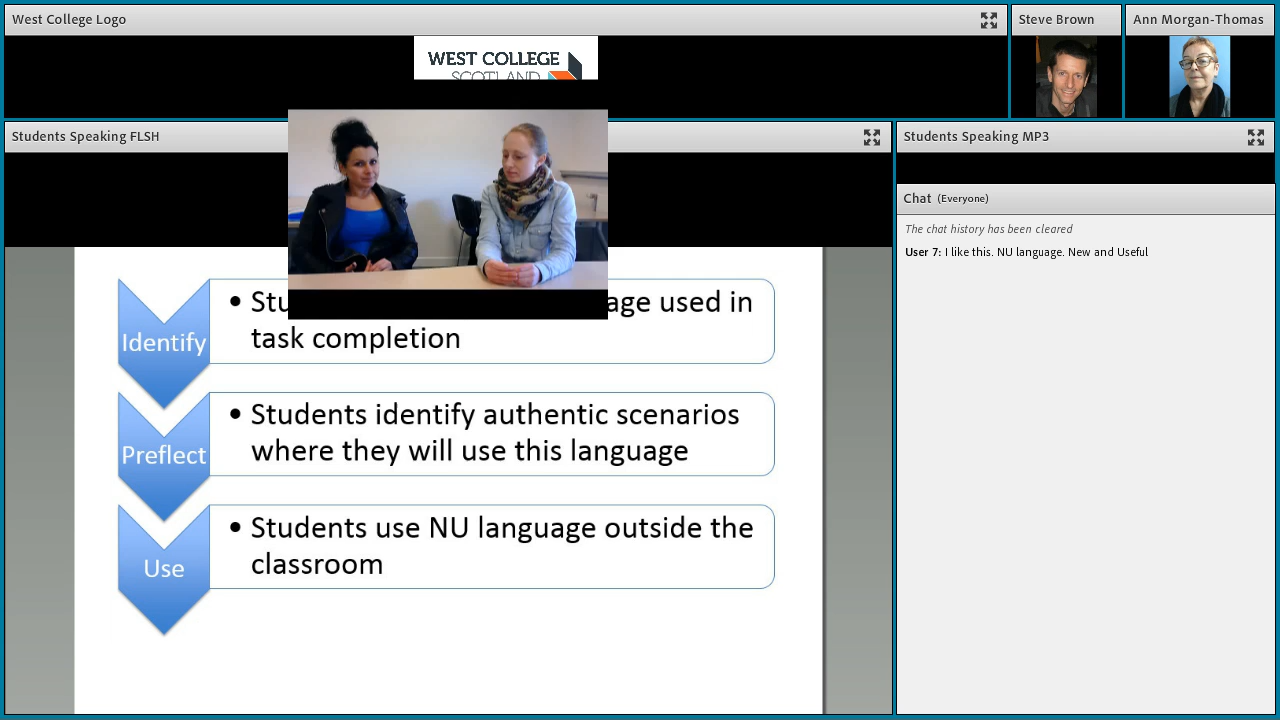 West College Logo
Steve Brown
Ann Morgan-Thomas
WEST COLLEGE
SCOTLAND
Students Speaking FLSH
Students Speaking MP3
Chat (Everyone)
The chat history has been cleared
User 7: I like this. NU language. New and Useful
Identify
• Stu age used in
task completion
Preflect
• Students identify authentic scenarios
where they will use this language
Use
• Students use NU language outside the
classroom